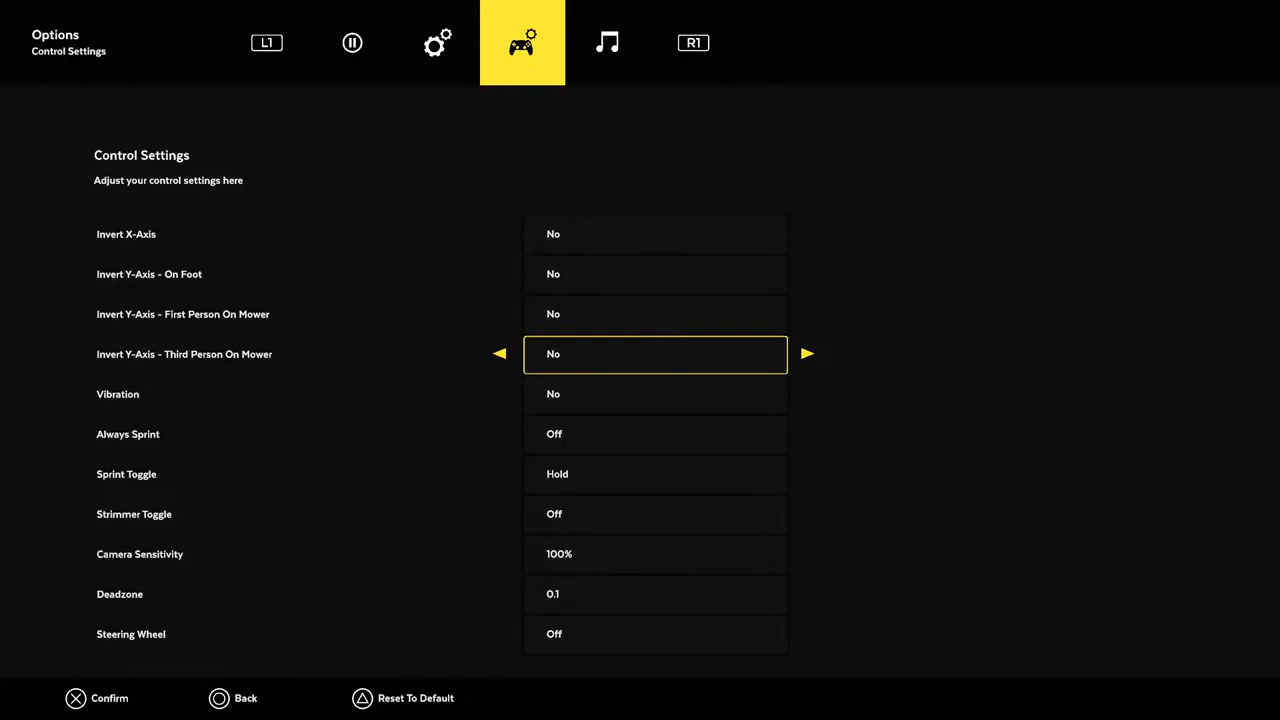 Options
Control Settings
L1
R1
Control Settings
Adjust your control settings here
Invert X-Axis No
Invert Y-Axis - On Foot No
Invert Y-Axis - First Person On Mower No
Invert Y-Axis - Third Person On Mower No
Vibration No
Always Sprint Off
Sprint Toggle Hold
Strimmer Toggle Off
Camera Sensitivity 100%
Deadzone 0.1
Steering Wheel Off
Confirm Back Reset To Default